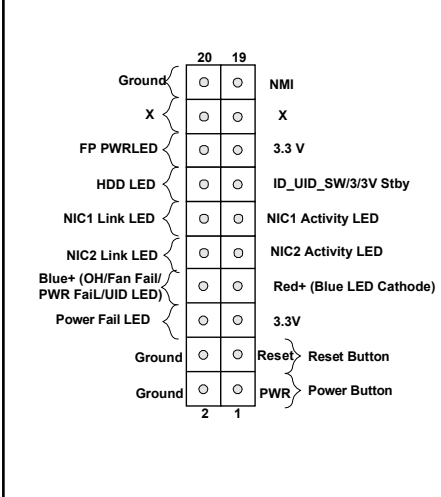 20 19
Ground NMI
X X
FP PWRLED 3.3 V
HDD LED ID_UID_SW/3/3V Stby
NIC1 Link LED NIC1 Activity LED
NIC2 Link LED NIC2 Activity LED
Blue+ (OH/Fan Fail/
PWR FaiL/UID LED) Red+ (Blue LED Cathode)
Power Fail LED 3.3V
Ground Reset Reset Button
Ground PWR Power Button
2 1